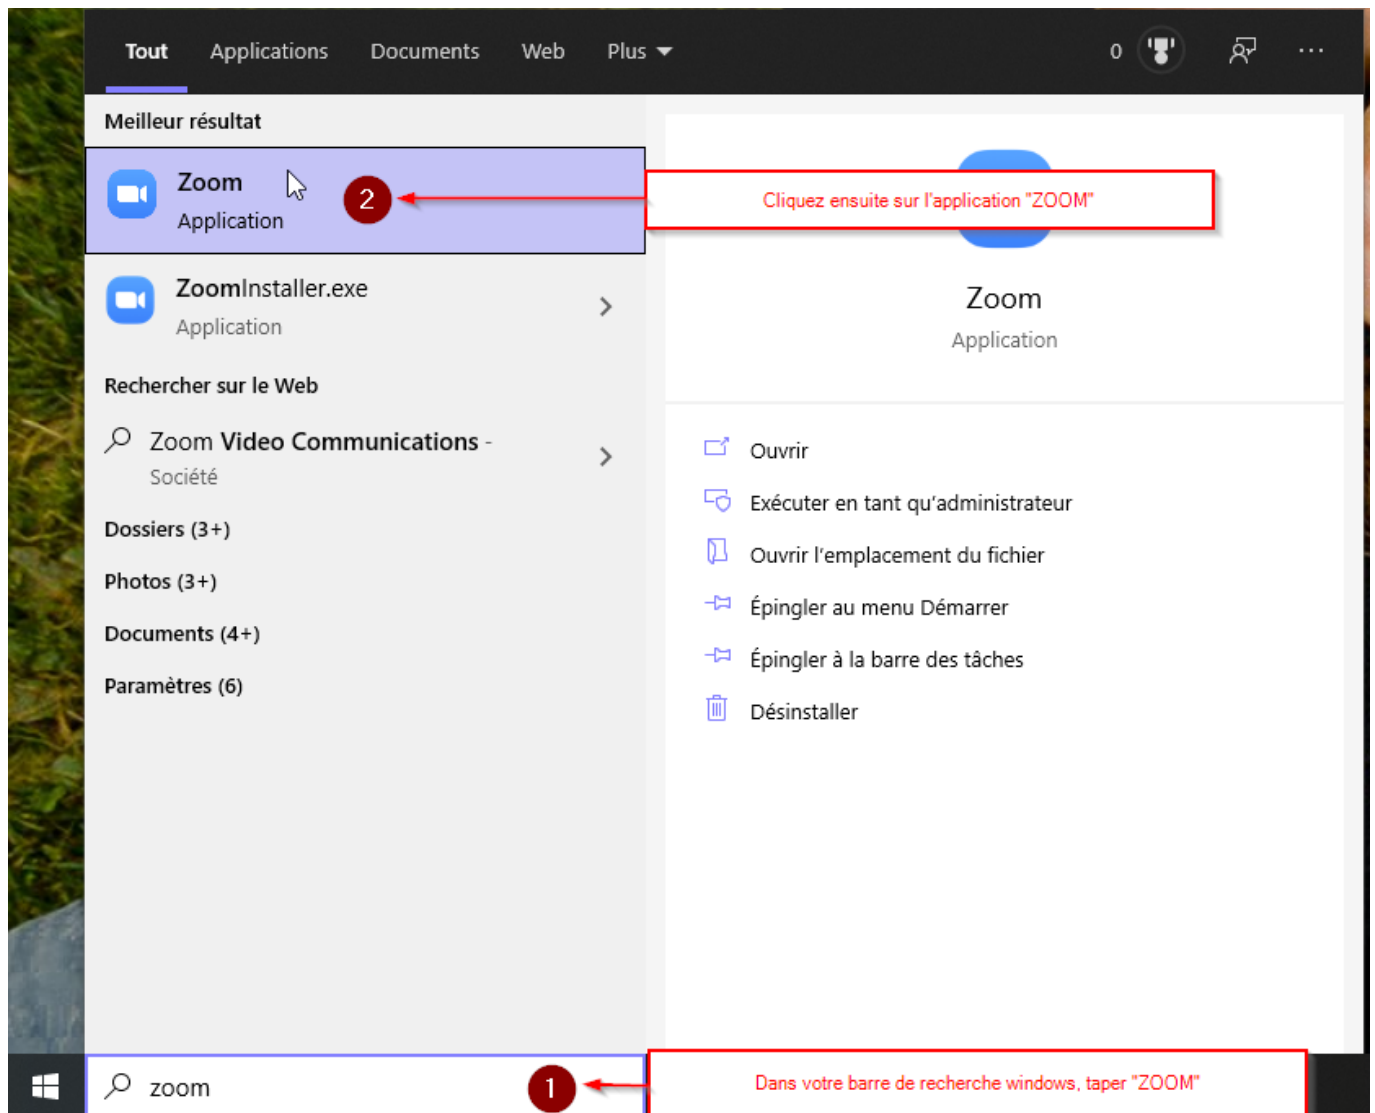 Tout Applications Documents Web Plus 0
Meilleur résultat
Zoom
Application
2
Cliquez ensuite sur l'application "ZOOM"
ZoomInstaller.exe
Application
Rechercher sur le Web
Zoom Video Communications -
Société
Dossiers (3+)
Photos (3+)
Documents (4+)
Paramètres (6)
Zoom
Application
Ouvrir
Exécuter en tant qu'administrateur
Ouvrir l'emplacement du fichier
Épingler au menu Démarrer
Épingler à la barre des tâches
Désinstaller
zoom
1
Dans votre barre de recherche windows, taper "ZOOM"